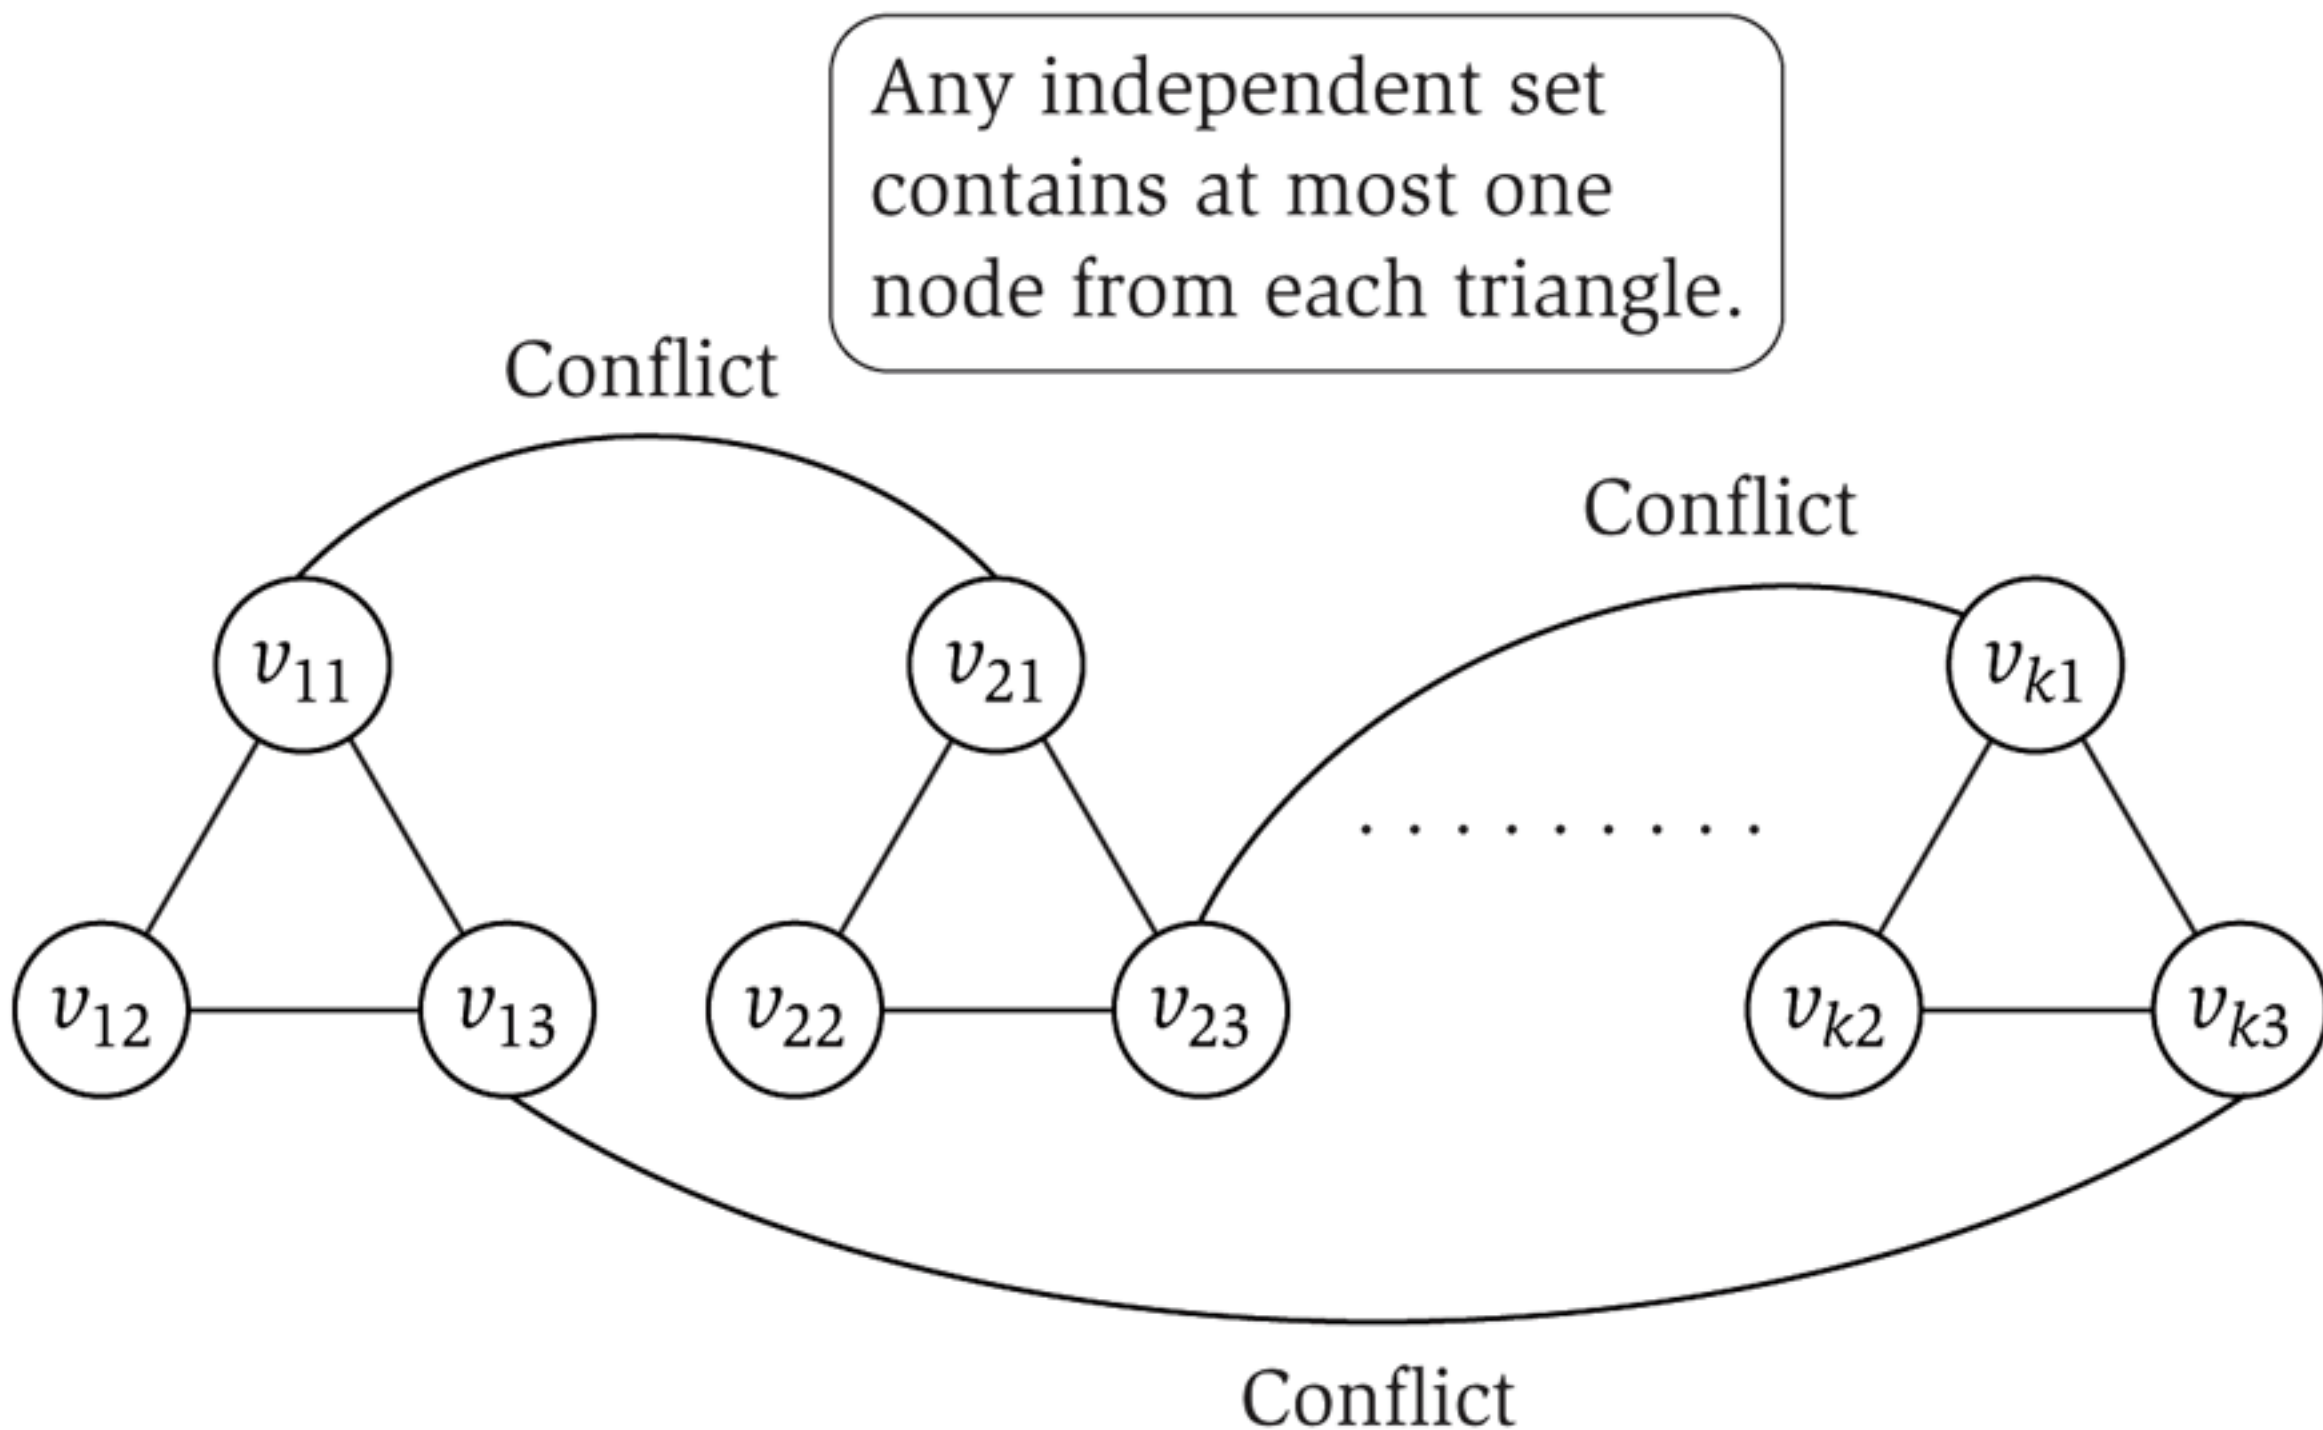 Any independent set
contains at most one
node from each triangle.
Conflict
Conflict
v₁₁
v₂₁
vₖ₁
v₁₂
v₁₃
v₂₂
v₂₃
vₖ₂
vₖ₃
Conflict